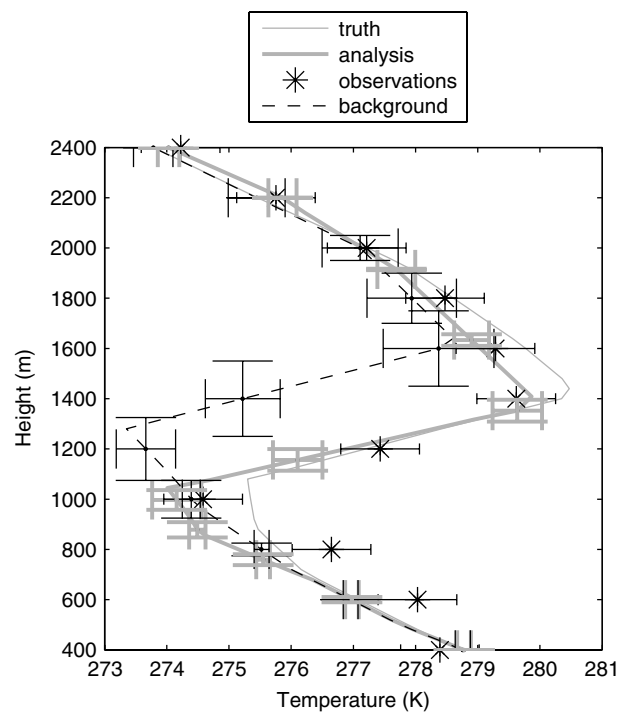 truth
analysis
observations
background
2400
2200
2000
1800
1600
1400
1200
1000
800
600
400
Height (m)
273 274 275 276 277 278 279 280 281
Temperature (K)